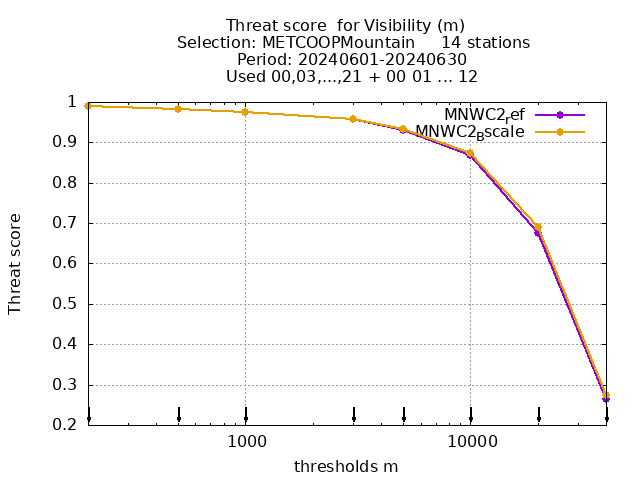 Threat score  for Visibility (m)
Selection: METCOOPMountain     14 stations
Period: 20240601-20240630
Used 00,03,...,21 + 00 01 ... 12
MNWC2ref
MNWC2Bscale
1
0.9
0.8
0.7
0.6
0.5
0.4
0.3
0.2
Threat score
1000 10000
thresholds m